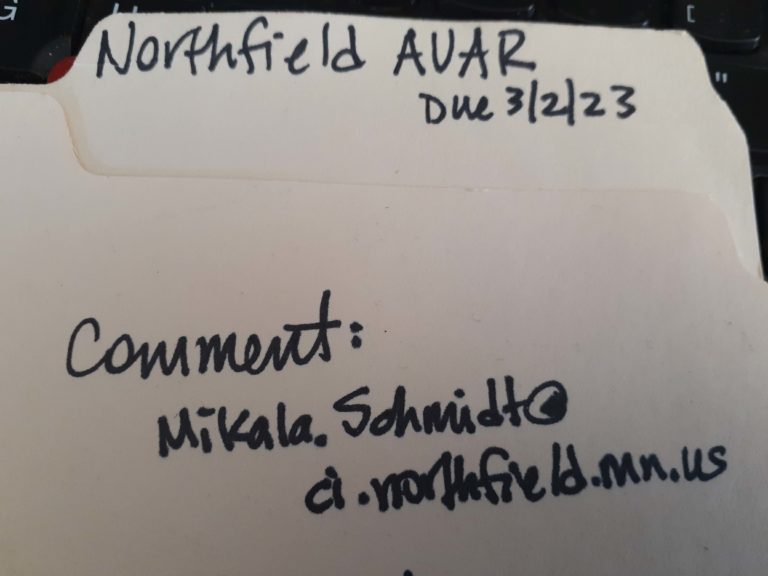 G
[
"
Northfield AUAR
Due 3/2/23
Comment:
Mikala.Schmidt@
ci.northfield.mn.us